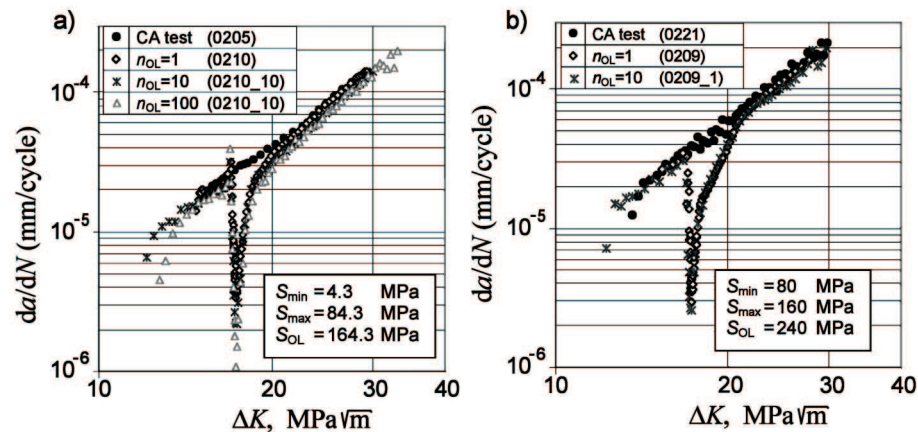 a)
CA test (0205)
nOL=1 (0210)
nOL=10 (0210_10)
nOL=100 (0210_10)
10⁻⁴
10⁻⁵
10⁻⁶
da/dN (mm/cycle)
Smin =4.3 MPa
Smax =84.3 MPa
SOL =164.3 MPa
10 20 30 40
ΔK, MPa√m
b)
CA test (0221)
nOL=1 (0209)
nOL=10 (0209_1)
10⁻⁴
10⁻⁵
10⁻⁶
da/dN (mm/cycle)
Smin =80 MPa
Smax =160 MPa
SOL =240 MPa
10 20 30 40
ΔK, MPa√m